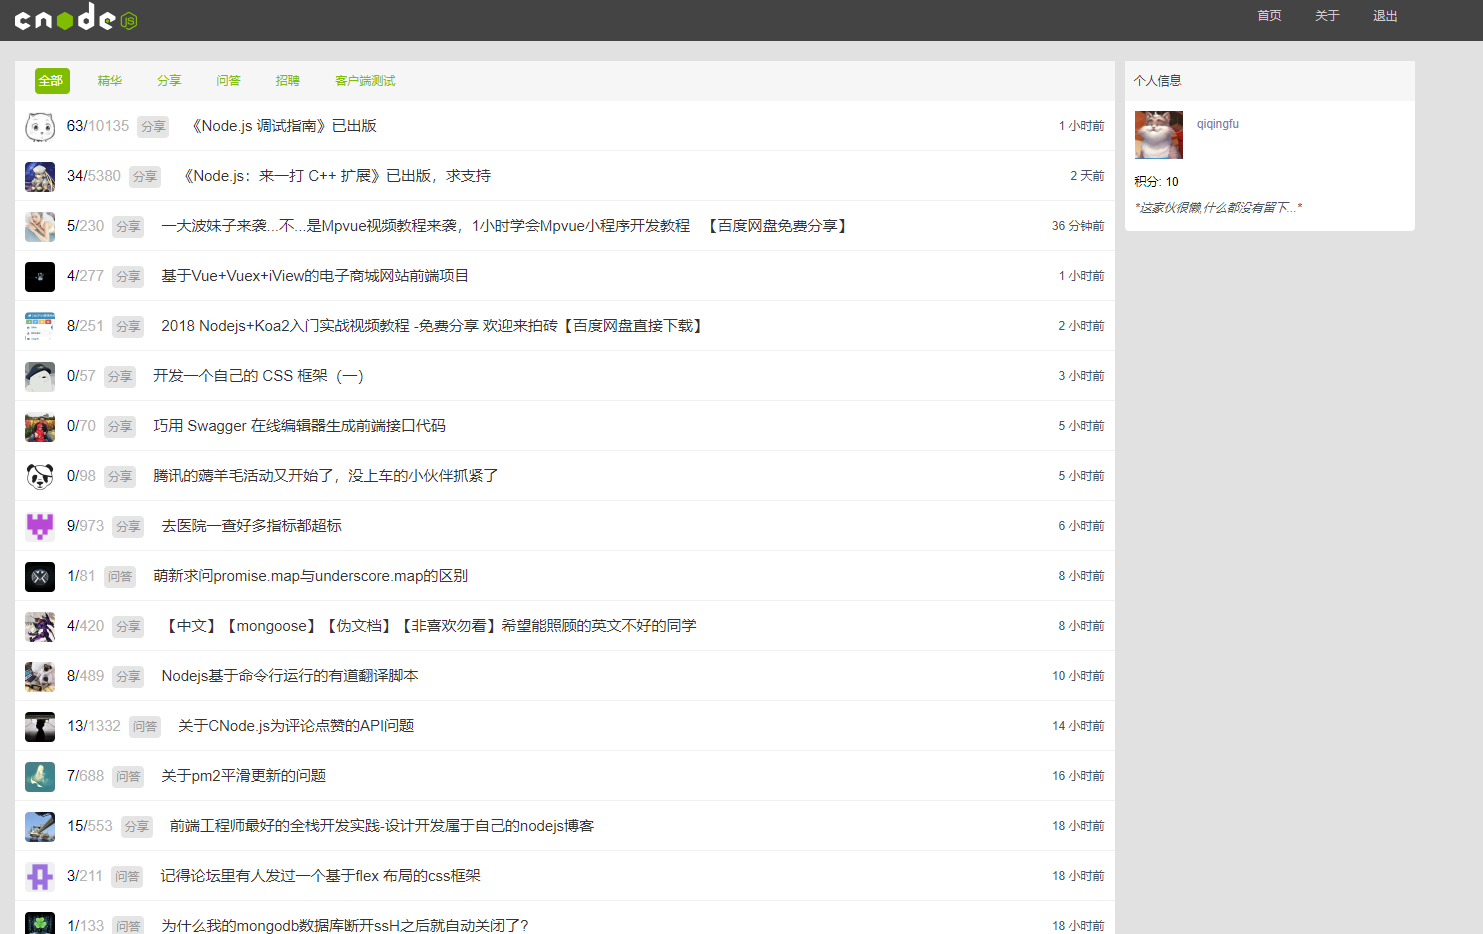 cnode JS
首页 关于 退出
全部 精华 分享 问答 招聘 客户端测试
63/10135 分享 《Node.js 调试指南》已出版 1 小时前
34/5380 分享 《Node.js：来一打 C++ 扩展》已出版，求支持 2 天前
5/230 分享 一大波妹子来袭...不...是Mpvue视频教程来袭，1小时学会Mpvue小程序开发教程 【百度网盘免费分享】 36 分钟前
4/277 分享 基于Vue+Vuex+iView的电子商城网站前端项目 1 小时前
8/251 分享 2018 Nodejs+Koa2入门实战视频教程 -免费分享 欢迎来拍砖【百度网盘直接下载】 2 小时前
0/57 分享 开发一个自己的 CSS 框架（一） 3 小时前
0/70 分享 巧用 Swagger 在线编辑器生成前端接口代码 5 小时前
0/98 分享 腾讯的薅羊毛活动又开始了，没上车的小伙伴抓紧了 5 小时前
9/973 分享 去医院一查好多指标都超标 6 小时前
1/81 问答 萌新求问promise.map与underscore.map的区别 8 小时前
4/420 分享 【中文】【mongoose】【伪文档】【非喜欢勿看】希望能照顾的英文不好的同学 8 小时前
8/489 分享 Nodejs基于命令行运行的有道翻译脚本 10 小时前
13/1332 问答 关于CNode.js为评论点赞的API问题 14 小时前
7/688 问答 关于pm2平滑更新的问题 16 小时前
15/553 分享 前端工程师最好的全栈开发实践-设计开发属于自己的nodejs博客 18 小时前
3/211 问答 记得论坛里有人发过一个基于flex 布局的css框架 18 小时前
1/133 问答 为什么我的mongodb数据库断开ssH之后就自动关闭了? 18 小时前
个人信息
qiqingfu
积分: 10
"这家伙很懒,什么都没有留下..."